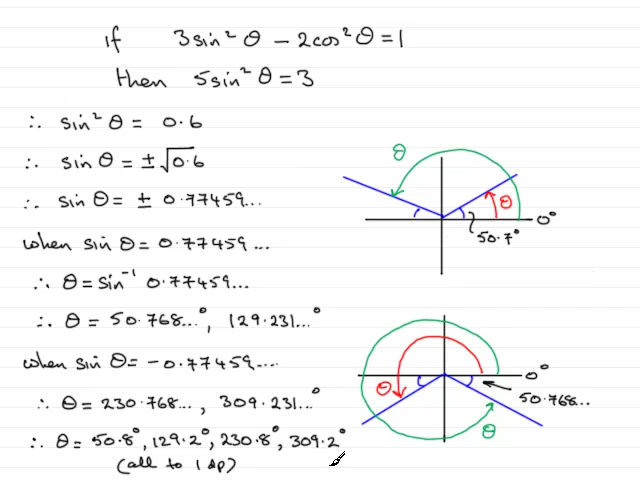 if 3sin²θ - 2cos²θ = 1
then 5sin²θ = 3
∴ sin²θ = 0.6
∴ sinθ = ±√0.6
∴ sinθ = ± 0.77459...
when sinθ = 0.77459...
∴ θ = sin⁻¹ 0.77459...
∴ θ = 50.768...°, 129.231...°
when sinθ = -0.77459....
∴ θ = 230.768..., 309.231...°
∴ θ = 50.8°, 129.2°, 230.8°, 309.2°
(all to 1 dp)
θ
θ
0°
50.7°
0°
θ
50.768...
θ